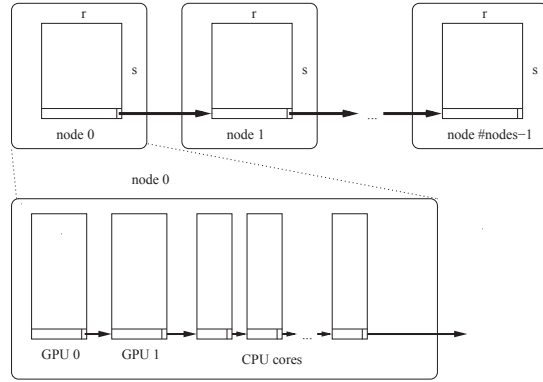 r r r
s s s
...
node 0 node 1 node #nodes−1
node 0
...
GPU 0 GPU 1 CPU cores